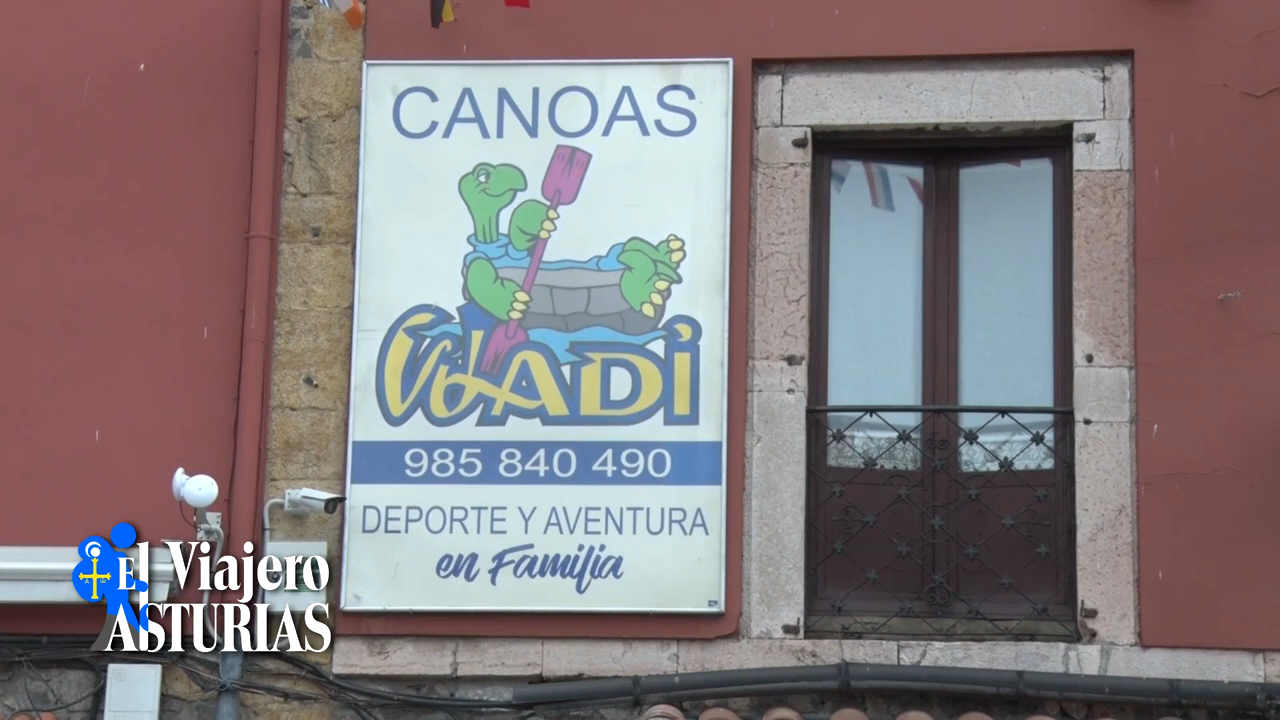 CANOAS
WADI
985 840 490
DEPORTE Y AVENTURA
en Familia
EL Viajero
ASTURIAS